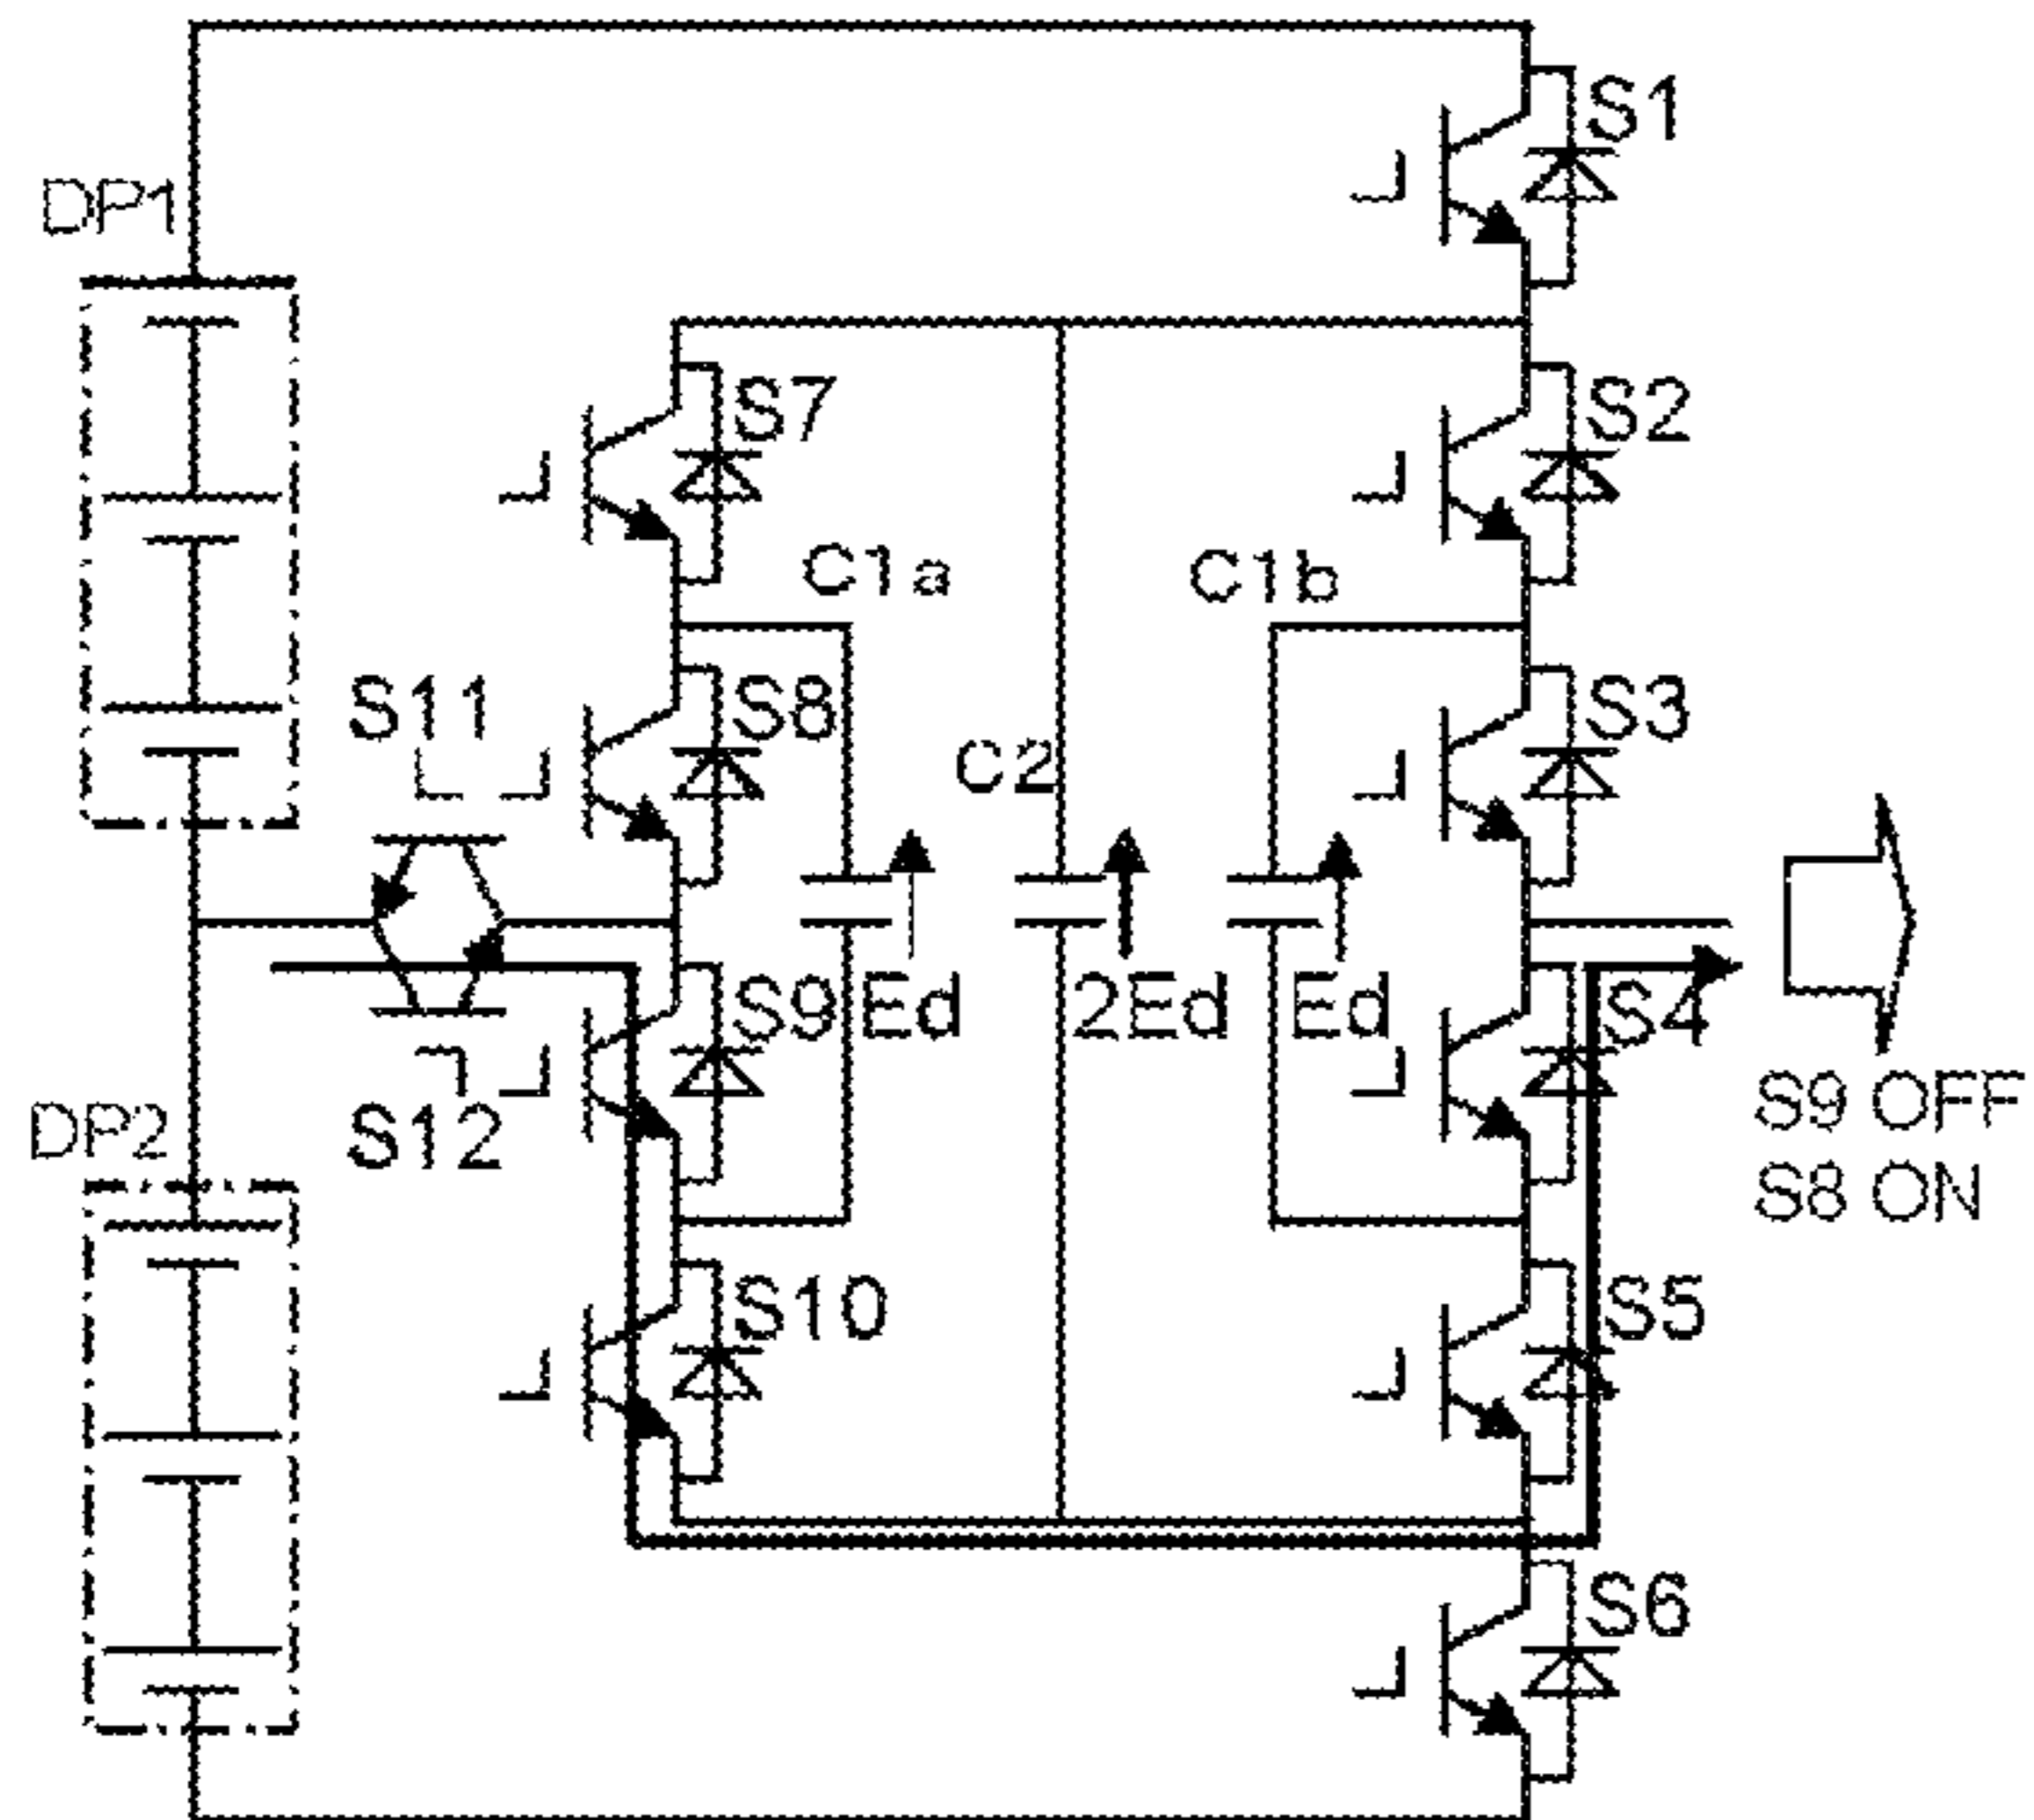 S1
DP1
S7
S2
C1a
C1b
S11
S8
S3
C2
S9
Ed
2Ed
Ed
S4
DP2
S12
S9 OFF
S8 ON
S10
S5
S6